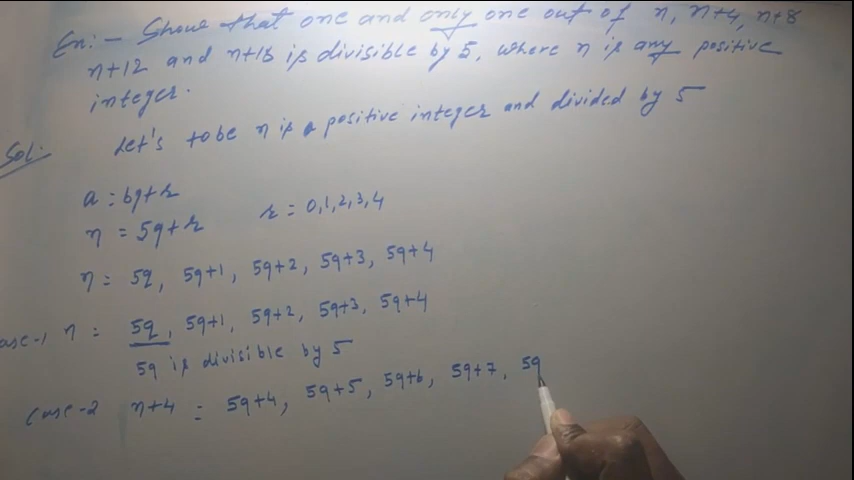 Ex:- Show that one and only one out of n, n+4, n+8
n+12 and n+18 is divisible by 5, where n is any positive
integer.
Sol: Let's tobe n is a positive integer and divided by 5
a = bq+r
n = 5q+r r = 0,1,2,3,4
n = 5q, 5q+1, 5q+2, 5q+3, 5q+4
ase-1 n = 5q, 5q+1, 5q+2, 5q+3, 5q+4
5q is divisible by 5
Case-2 n+4 = 5q+4, 5q+5, 5q+6, 5q+7, 5q